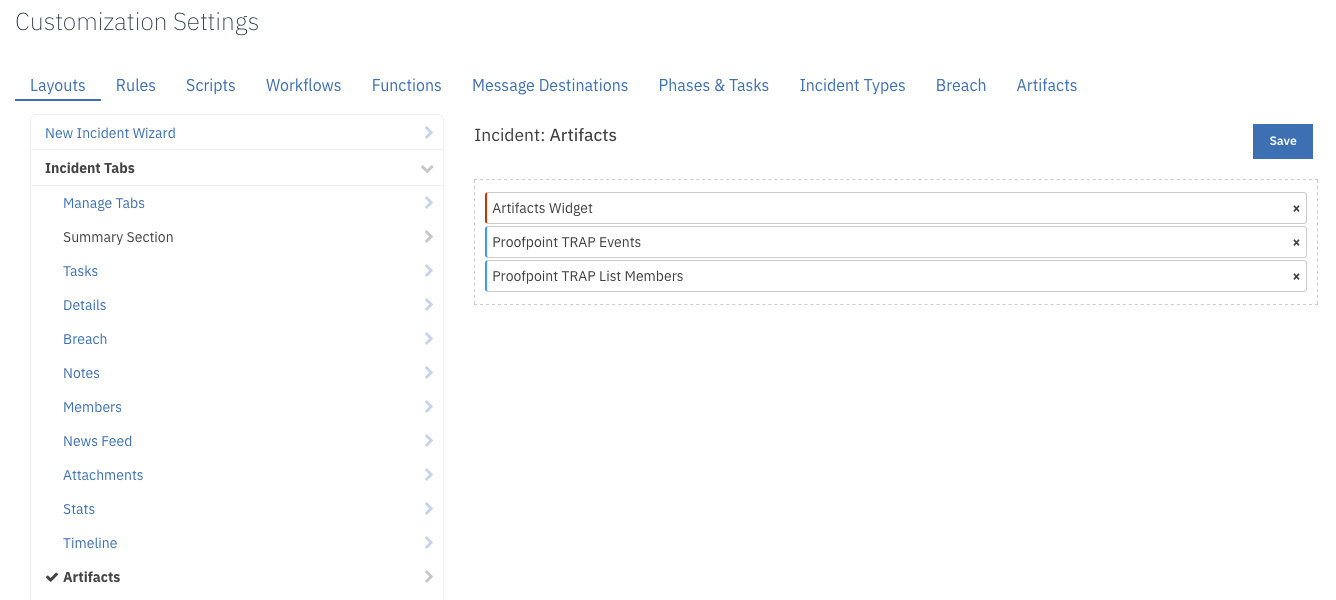 Customization Settings
Layouts Rules Scripts Workflows Functions Message Destinations Phases & Tasks Incident Types Breach Artifacts
New Incident Wizard
Incident Tabs
Manage Tabs
Summary Section
Tasks
Details
Breach
Notes
Members
News Feed
Attachments
Stats
Timeline
Artifacts
Incident: Artifacts
Save
Artifacts Widget ×
Proofpoint TRAP Events ×
Proofpoint TRAP List Members ×